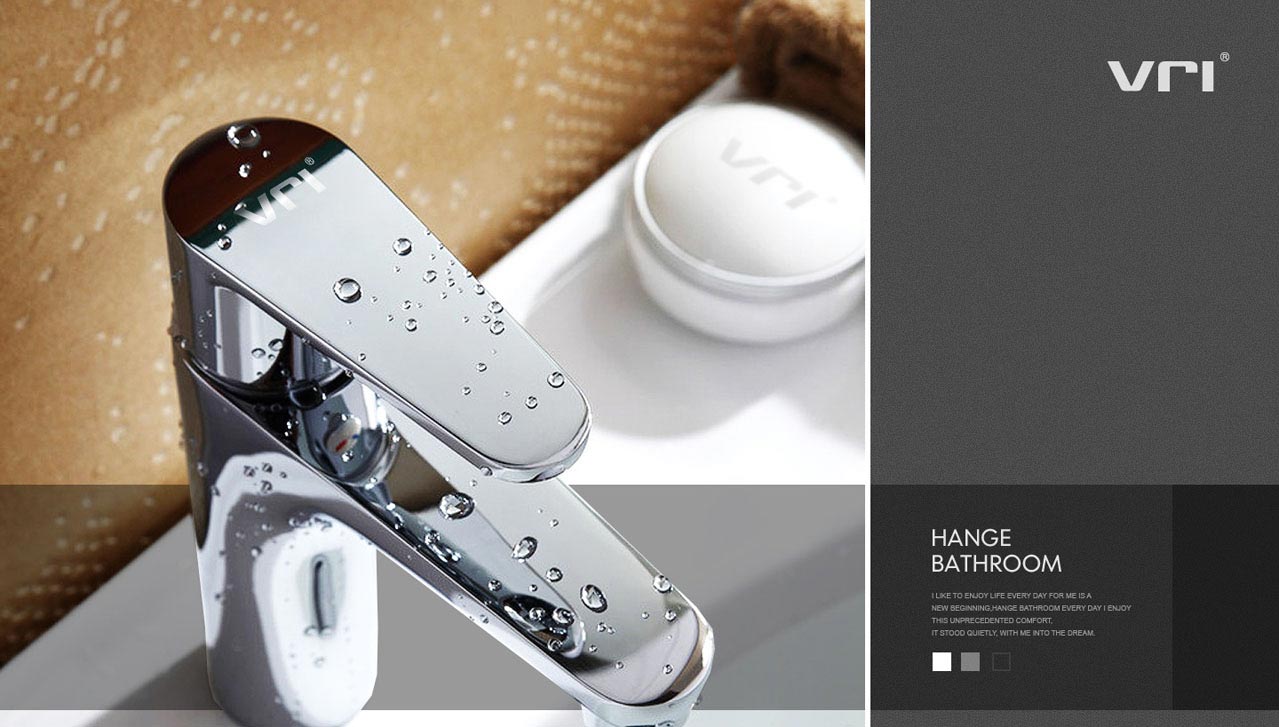 vri®
vri
vri®
HANGE
BATHROOM
I LIKE TO ENJOY LIFE EVERY DAY FOR ME IS A
NEW BEGINNING,HANGE BATHROOM EVERY DAY I ENJOY
THIS UNPRECEDENTED COMFORT,
IT STOOD QUIETLY, WITH ME INTO THE DREAM.